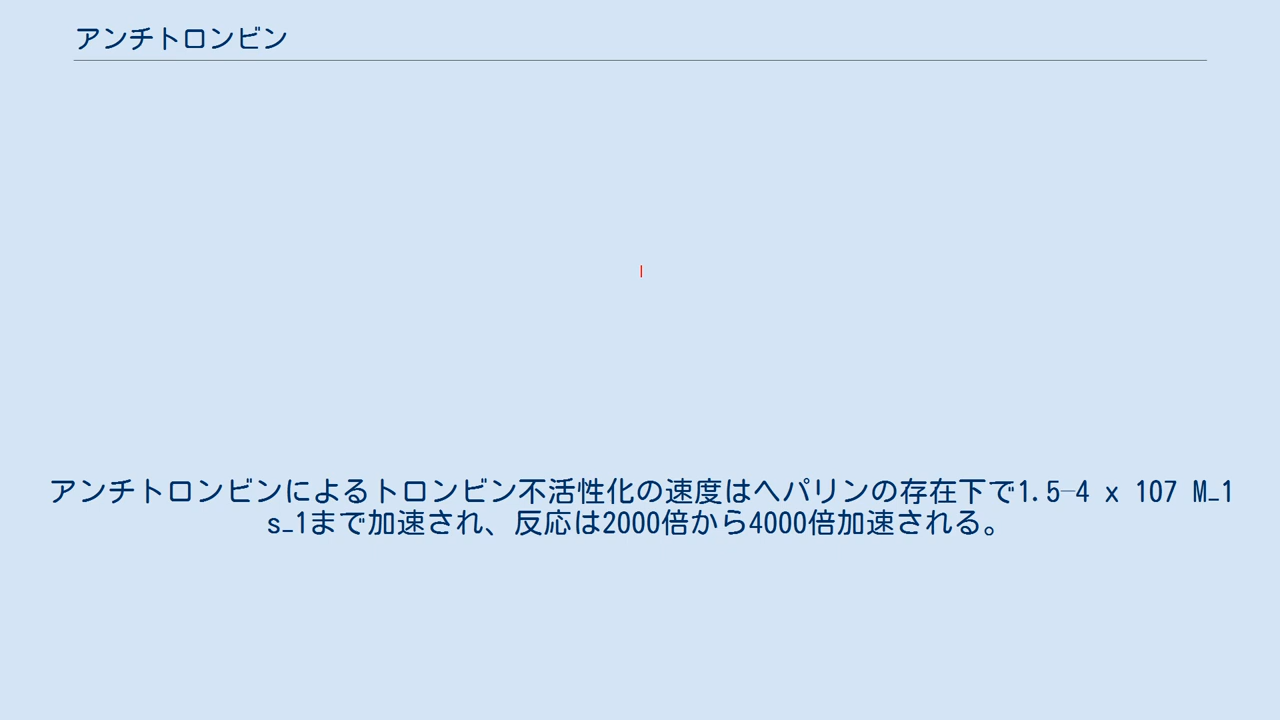 アンチトロンビン
アンチトロンビンによるトロンビン不活性化の速度はヘパリンの存在下で1.5—4 x 107 M_1
s_1まで加速され、反応は2000倍から4000倍加速される。